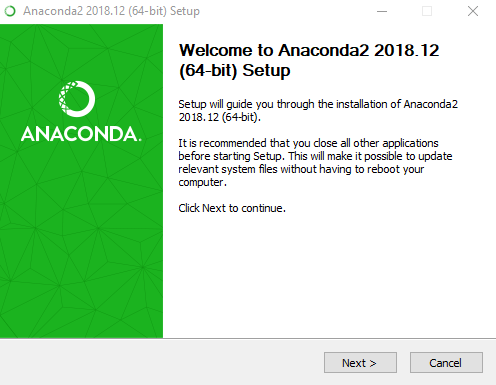 Anaconda2 2018.12 (64-bit) Setup
Welcome to Anaconda2 2018.12
(64-bit) Setup
ANACONDA.
Setup will guide you through the installation of Anaconda2
2018.12 (64-bit).
It is recommended that you close all other applications
before starting Setup. This will make it possible to update
relevant system files without having to reboot your
computer.
Click Next to continue.
Next >
Cancel